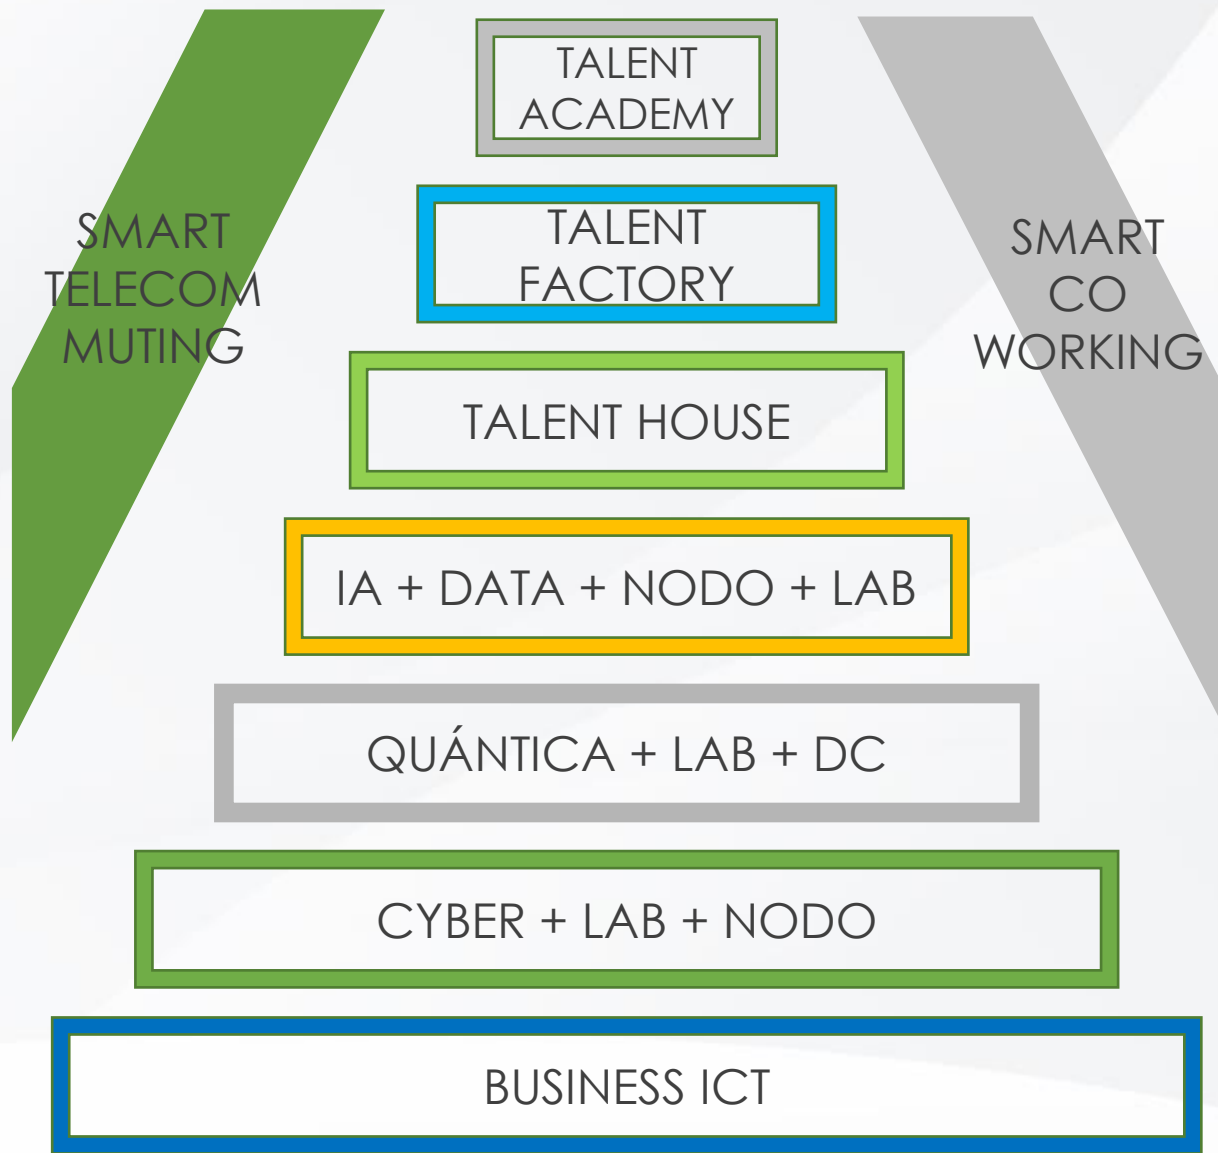 TALENT
ACADEMY
SMART
TELECOM
MUTING
TALENT
FACTORY
SMART
CO
WORKING
TALENT HOUSE
IA + DATA + NODO + LAB
QUÁNTICA + LAB + DC
CYBER + LAB + NODO
BUSINESS ICT